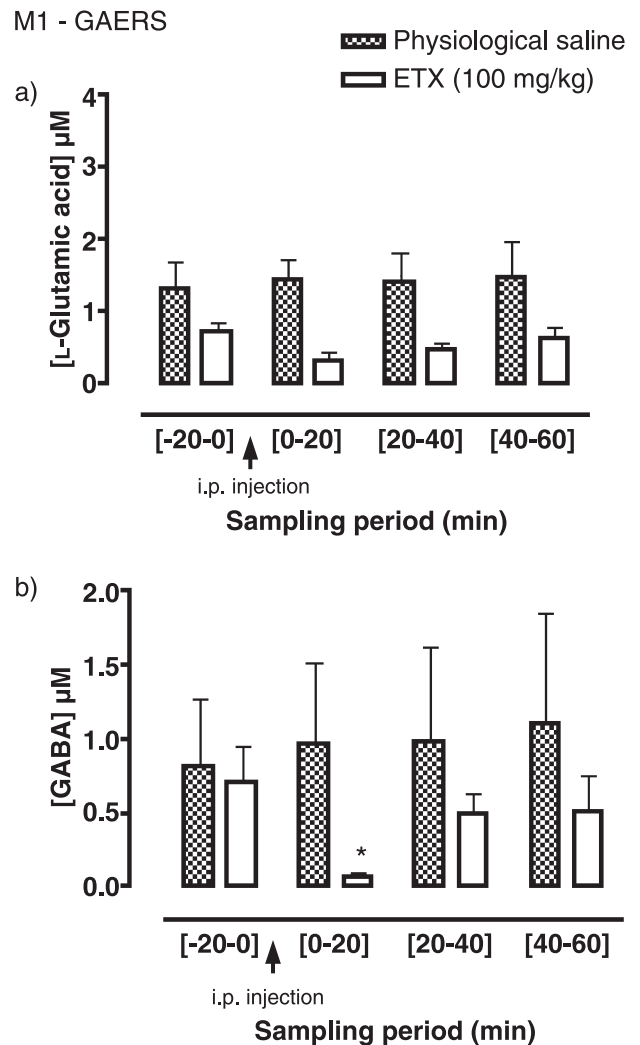 M1 - GAERS
Physiological saline
ETX (100 mg/kg)
a)
[L-Glutamic acid] μM
4
3
2
1
0
[-20-0] [0-20] [20-40] [40-60]
i.p. injection
Sampling period (min)
b)
[GABA] μM
2.0
1.5
1.0
0.5
0.0
*
[-20-0] [0-20] [20-40] [40-60]
i.p. injection
Sampling period (min)